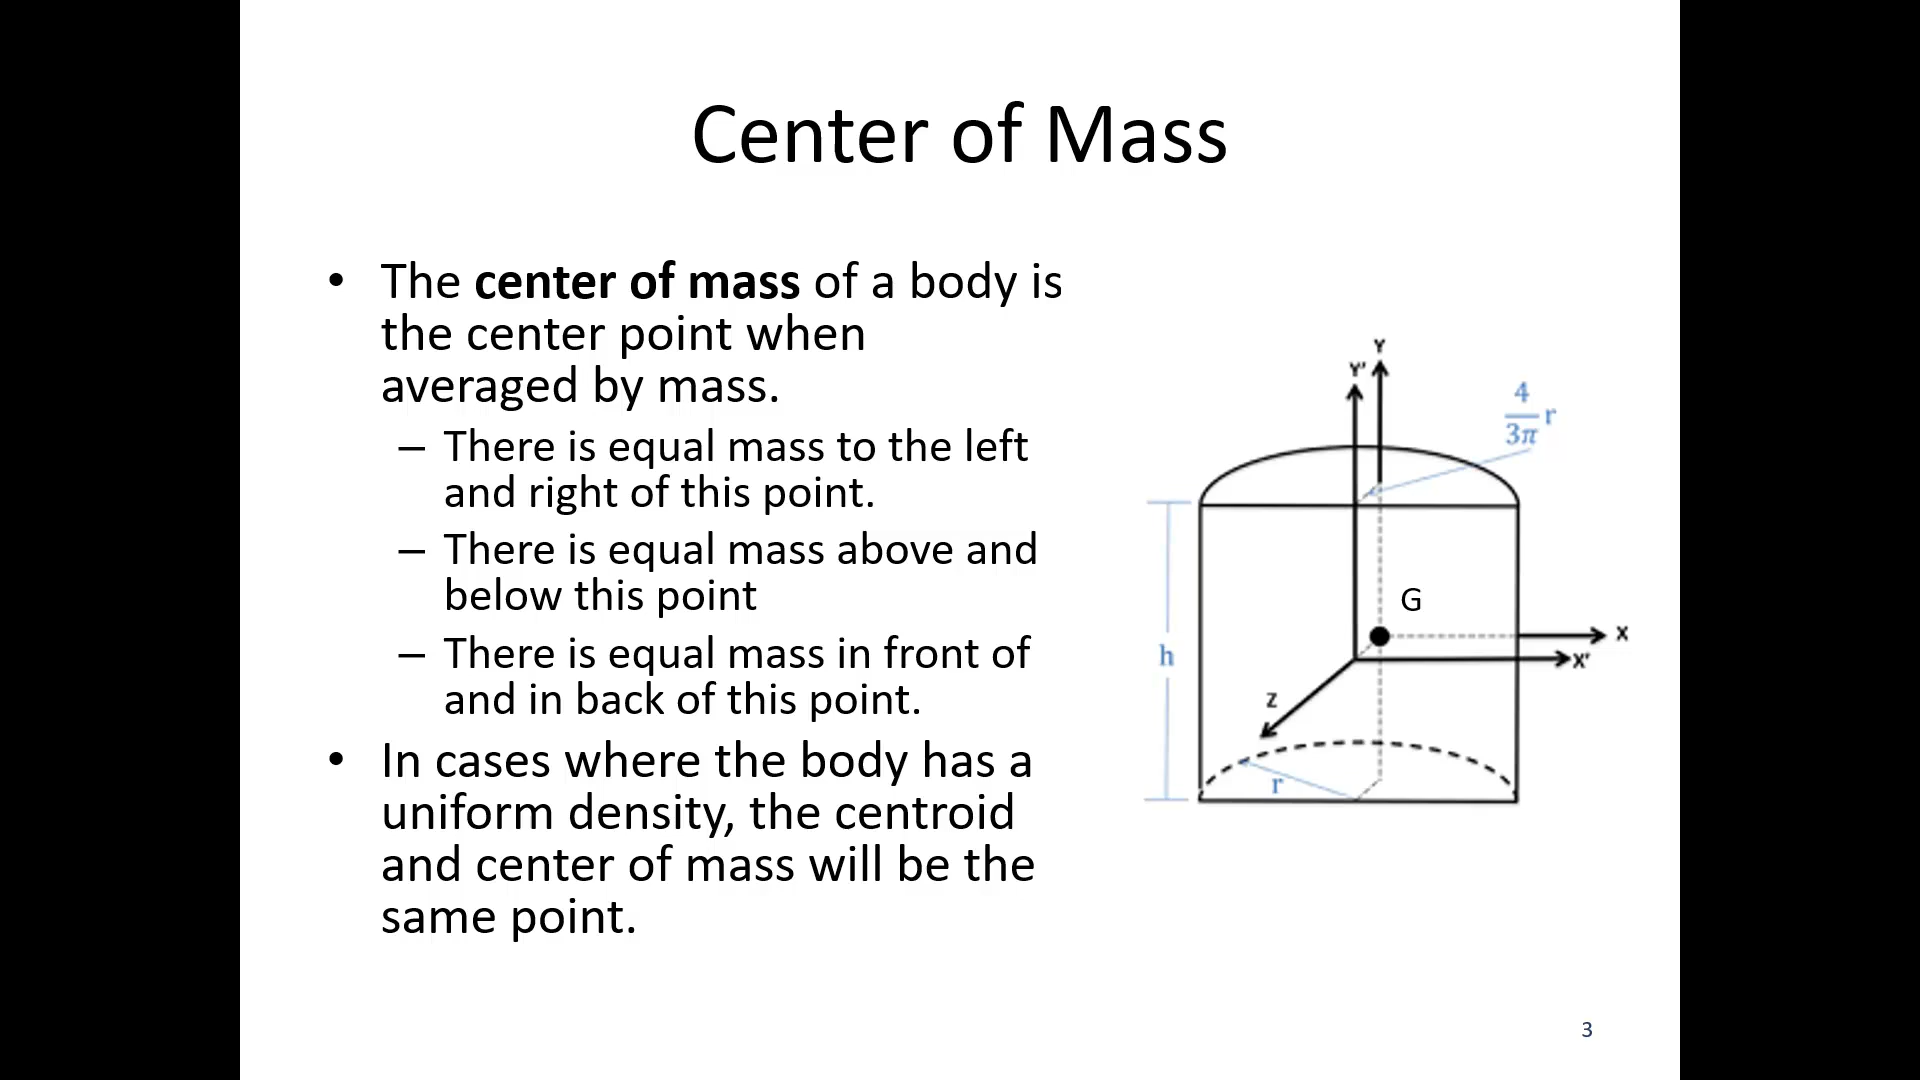 Center of Mass
• The center of mass of a body is
the center point when
averaged by mass.
– There is equal mass to the left
and right of this point.
– There is equal mass above and
below this point
– There is equal mass in front of
and in back of this point.
• In cases where the body has a
uniform density, the centroid
and center of mass will be the
same point.
Y
Y'
4
3π
r
G
X
X'
h
Z
r
3